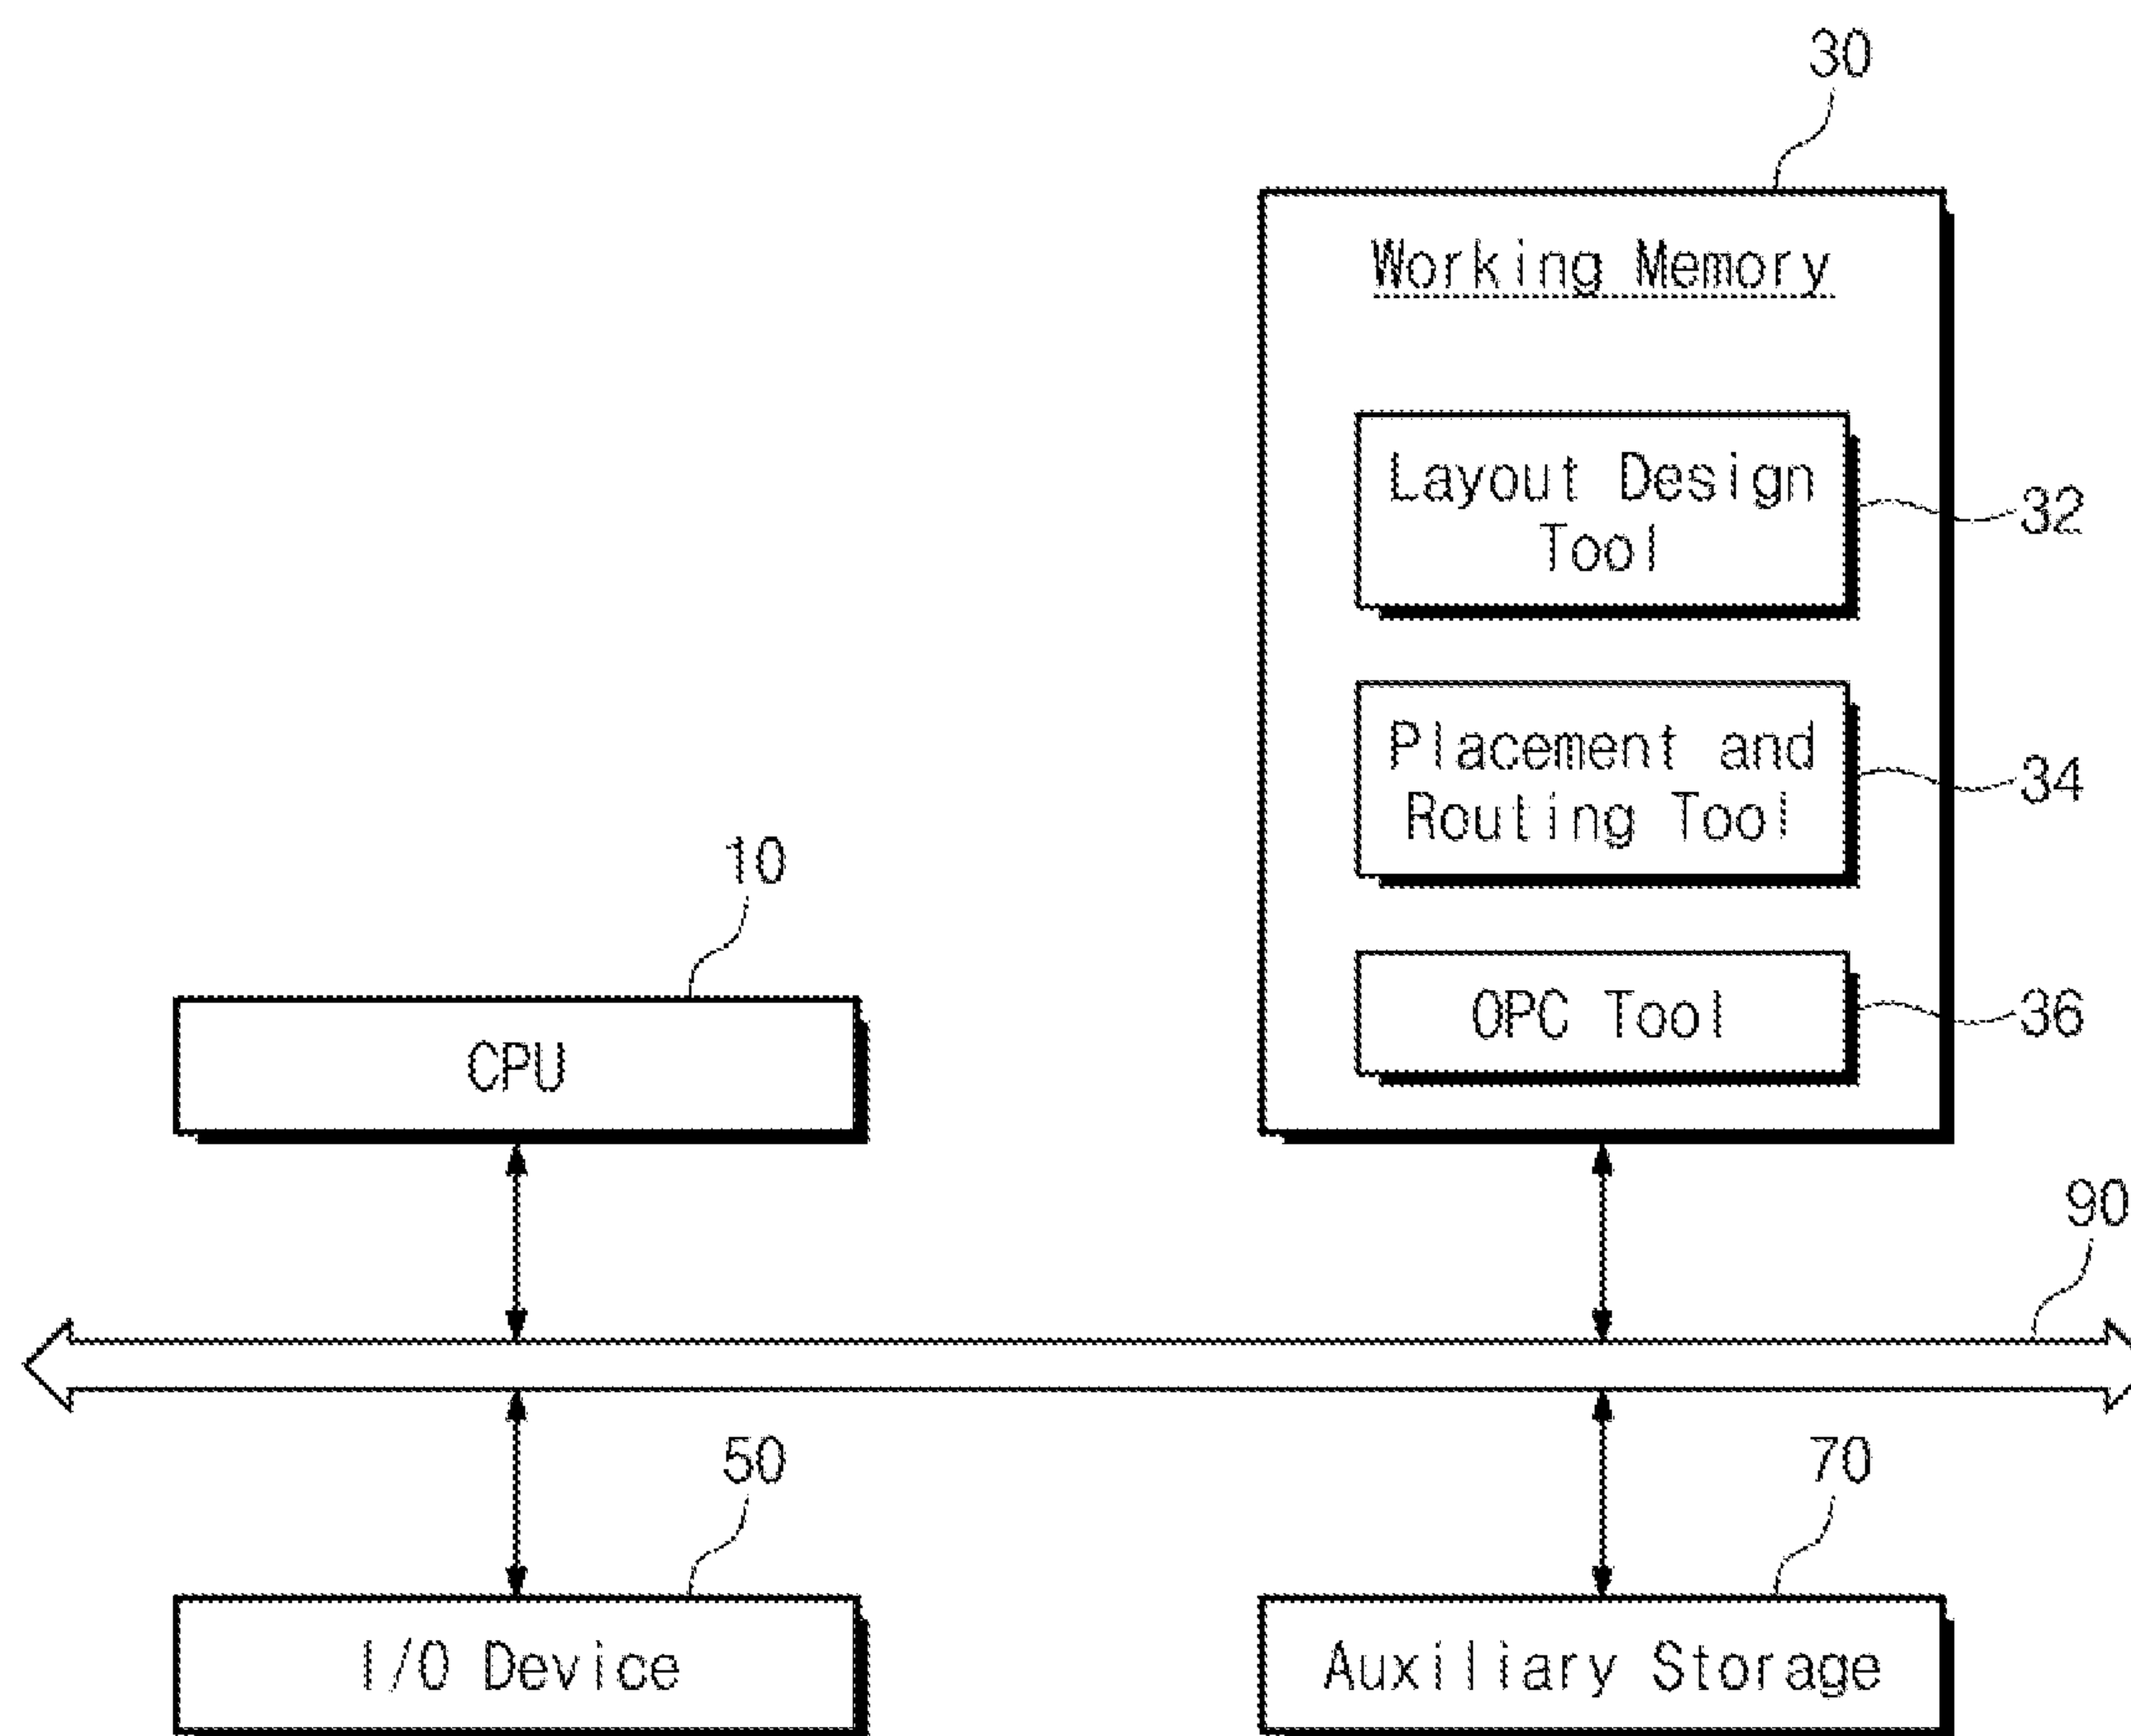 30
Working Memory
Layout Design
Tool
32
Placement and
Routing Tool
34
10
OPC Tool
36
CPU
90
50
70
I/O Device
Auxiliary Storage